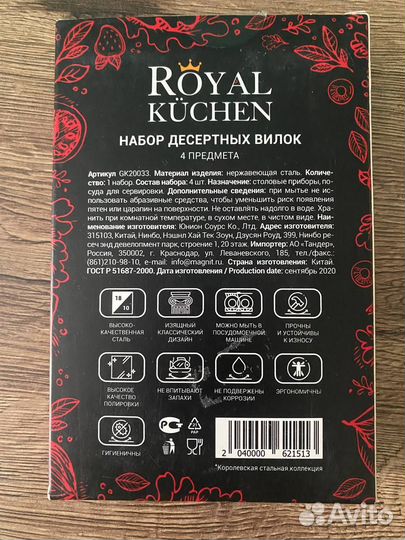 ROYAL
KÜCHEN
НАБОР ДЕСЕРТНЫХ ВИЛОК
4 ПРЕДМЕТА
Артикул GK20033. Материал изделия: нержавеющая сталь. Количе-
ство: 1 набор. Состав набора: 4 шт. Назначение: столовые приборы, по-
суда для сервировки. Дополнительные сведения: при мытье не ис-
пользовать абразивные средства, чтобы уменьшить риск появления
пятен или царапин на поверхности. Не оставлять надолго в воде. Хра-
нить при комнатной температуре, в сухом месте, в чистом виде. Наи-
менование изготовителя: Юнион Соурс Ко., Лтд. Адрес изготовителя:
315103, Китай, Нинбо, Нэшнл Хай Тек Зоун, Дзусян Роуд, 399, Нинбо ре-
сеч энд девелопмент парк, строение 1, 20 этаж. Импортер: АО «Тандер»,
Россия, 350002, г. Краснодар, ул. Леваневского, 185, тел./факс.:
(861)210-98-10, e-mail: info@magnit.ru. Страна изготовления: Китай.
ГОСТ Р 51687-2000. Дата изготовления / Production date: сентябрь 2020
18
10
ВЫСОКО-
КАЧЕСТВЕННАЯ
СТАЛЬ
ИЗЯЩНЫЙ
КЛАССИЧЕСКИЙ
ДИЗАЙН
МОЖНО МЫТЬ В
ПОСУДОМОЕЧНОЙ
МАШИНЕ
ПРОЧНЫ
И УСТОЙЧИВЫ
К ИЗНОСУ
ВЫСОКОЕ
КАЧЕСТВО
ПОЛИРОВКИ
НЕ ВПИТЫВАЮТ
ЗАПАХИ
НЕ ПОДВЕРЖЕНЫ
КОРРОЗИИ
ЭРГОНОМИЧНЫ
ГИГИЕНИЧНЫ
PAP
2 040000 621513
*Королевская стальная коллекция
Avito